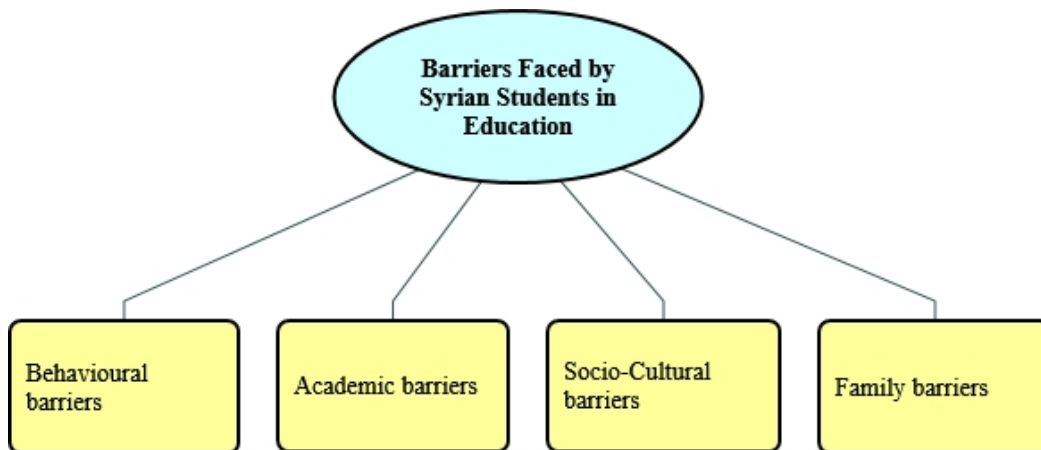 Barriers Faced by
Syrian Students in
Education
Behavioural
barriers
Academic barriers
Socio-Cultural
barriers
Family barriers